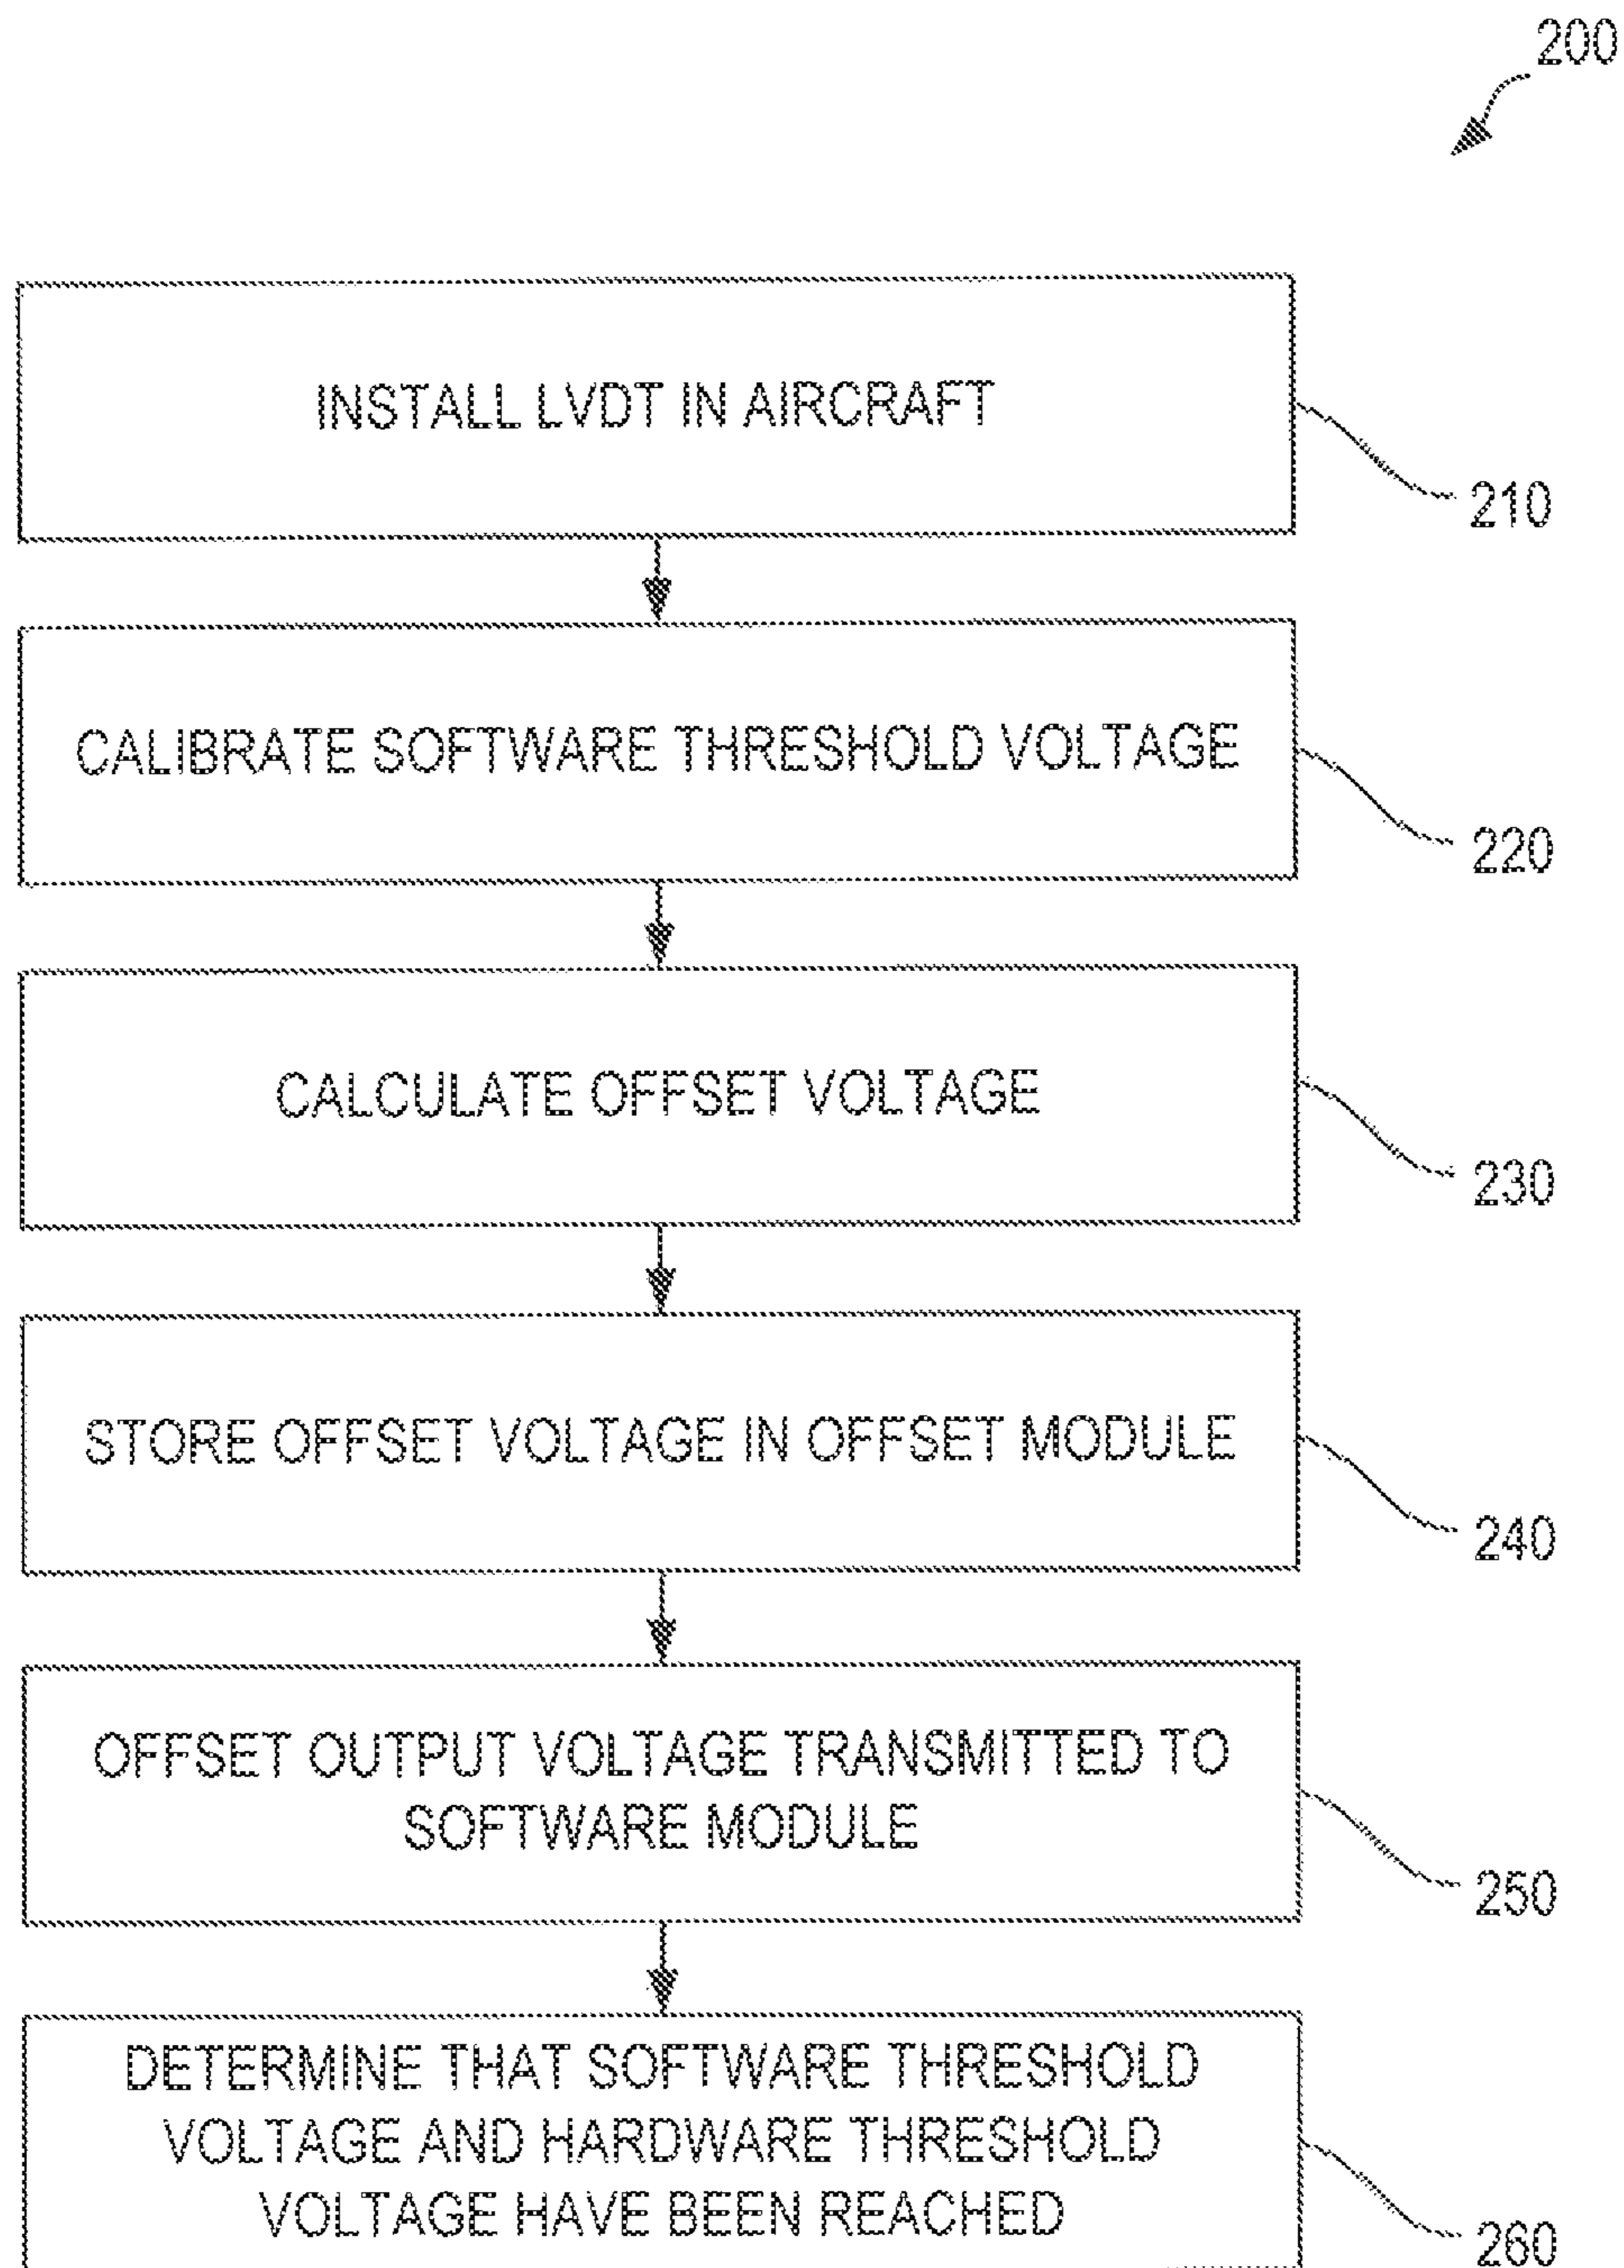 200
INSTALL LVDT IN AIRCRAFT
210
CALIBRATE SOFTWARE THRESHOLD VOLTAGE
220
CALCULATE OFFSET VOLTAGE
230
STORE OFFSET VOLTAGE IN OFFSET MODULE
240
OFFSET OUTPUT VOLTAGE TRANSMITTED TO
SOFTWARE MODULE
250
DETERMINE THAT SOFTWARE THRESHOLD
VOLTAGE AND HARDWARE THRESHOLD
VOLTAGE HAVE BEEN REACHED
260